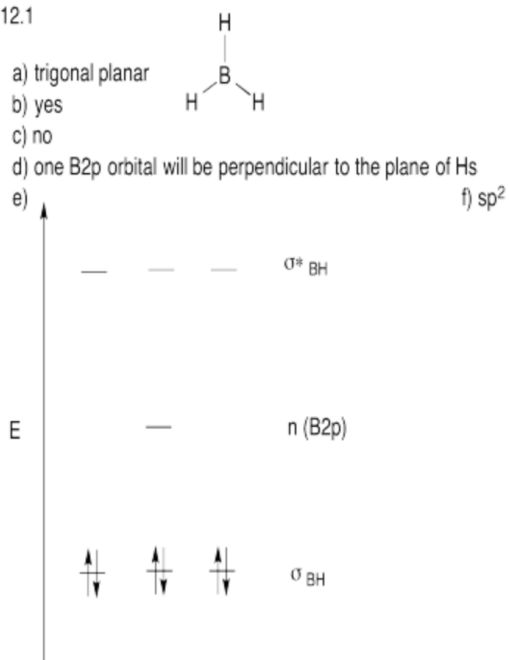 12.1
H
a) trigonal planar
B
b) yes
H H
c) no
d) one B2p orbital will be perpendicular to the plane of Hs
e)
f) sp²
σ* BH
E
n (B2p)
σ BH